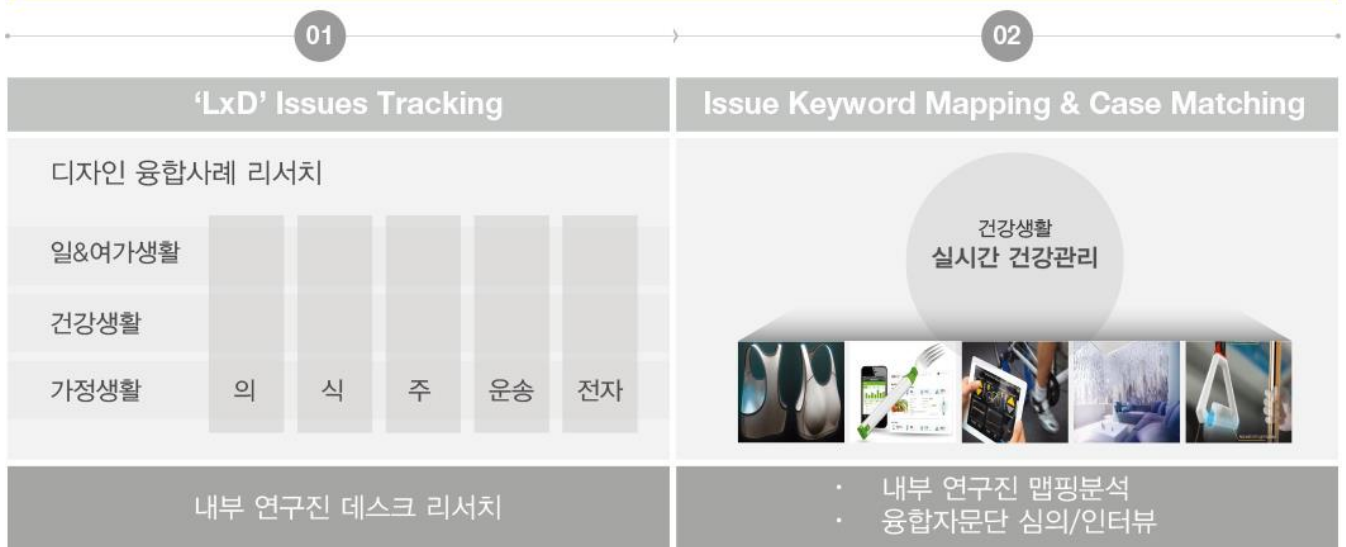 01
02
'LxD' Issues Tracking
Issue Keyword Mapping & Case Matching
디자인 융합사례 리서치
일&여가생활
건강생활
가정생활
의 식 주 운송 전자
건강생활
실시간 건강관리
내부 연구진 데스크 리서치
· 내부 연구진 맵핑분석
· 융합자문단 심의/인터뷰